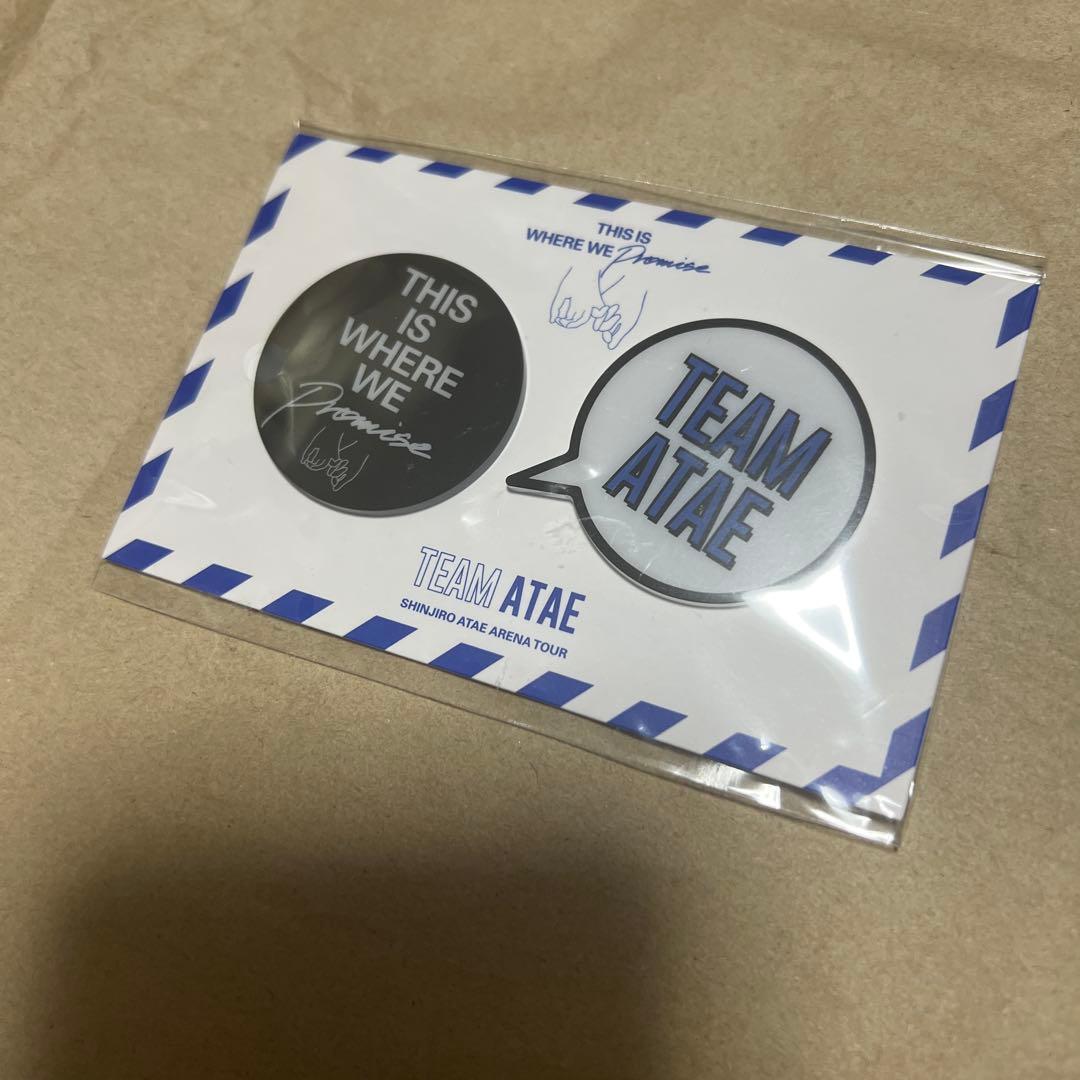 THIS IS
WHERE WE Promise
THIS
IS
WHERE
WE
Promise
TEAM
ATAE
TEAM ATAE
SHINJIRO ATAE ARENA TOUR